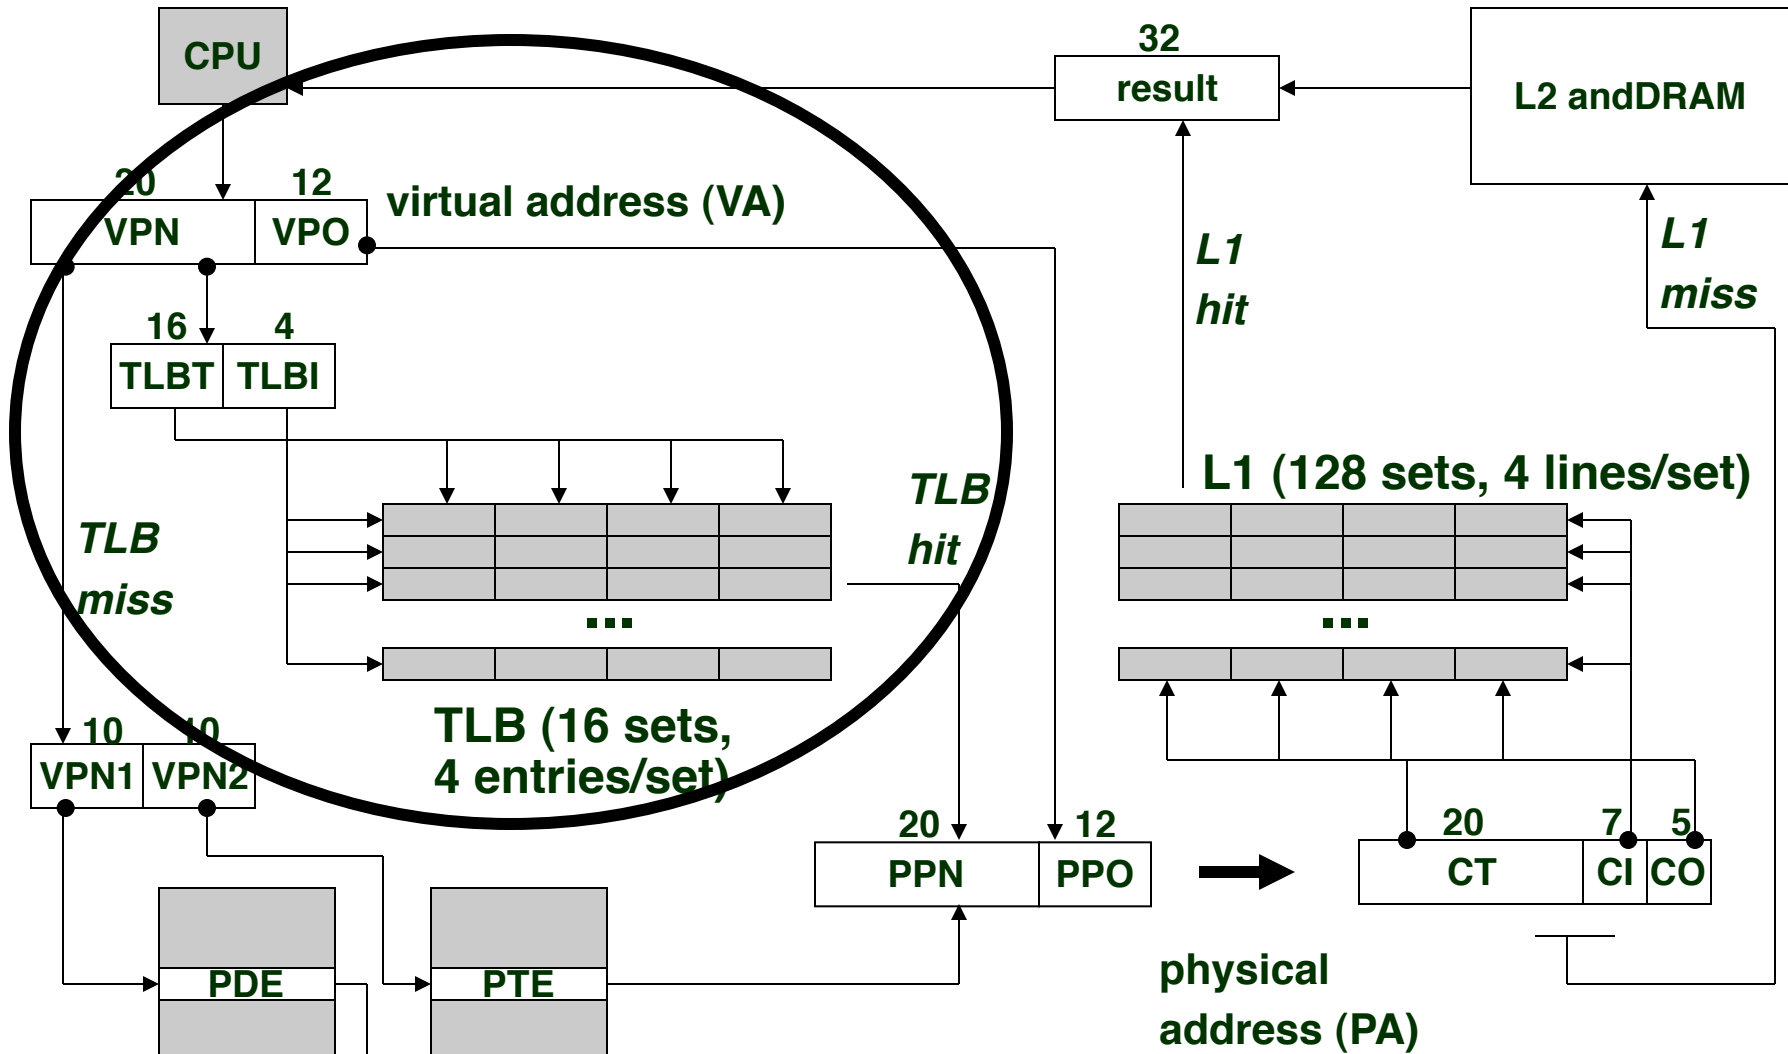 CPU
32
result
L2 andDRAM
20
12
VPN
VPO
virtual address (VA)
L1
hit
L1
miss
16
4
TLBT
TLBI
TLB
hit
L1 (128 sets, 4 lines/set)
TLB
miss
...
...
TLB (16 sets,
4 entries/set)
10
10
VPN1
VPN2
20
12
PPN
PPO
20
7
5
CT
CI
CO
PDE
PTE
physical
address (PA)